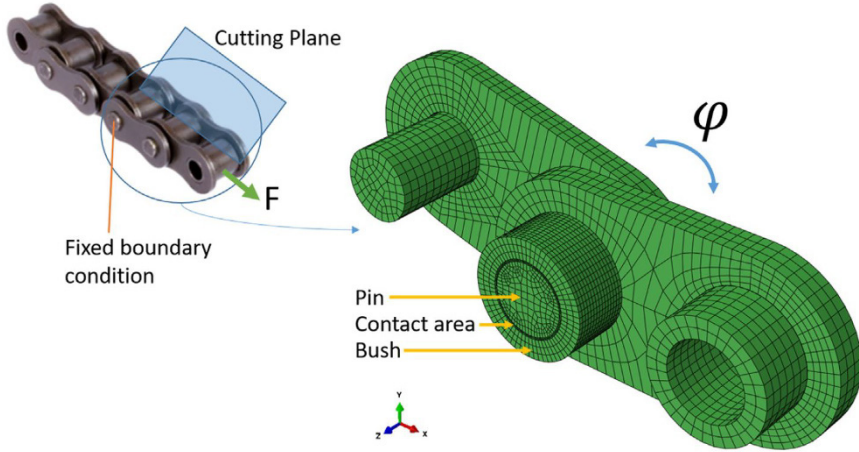 Cutting Plane
φ
F
Fixed boundary
condition
Pin
Contact area
Bush
Y
Z
X